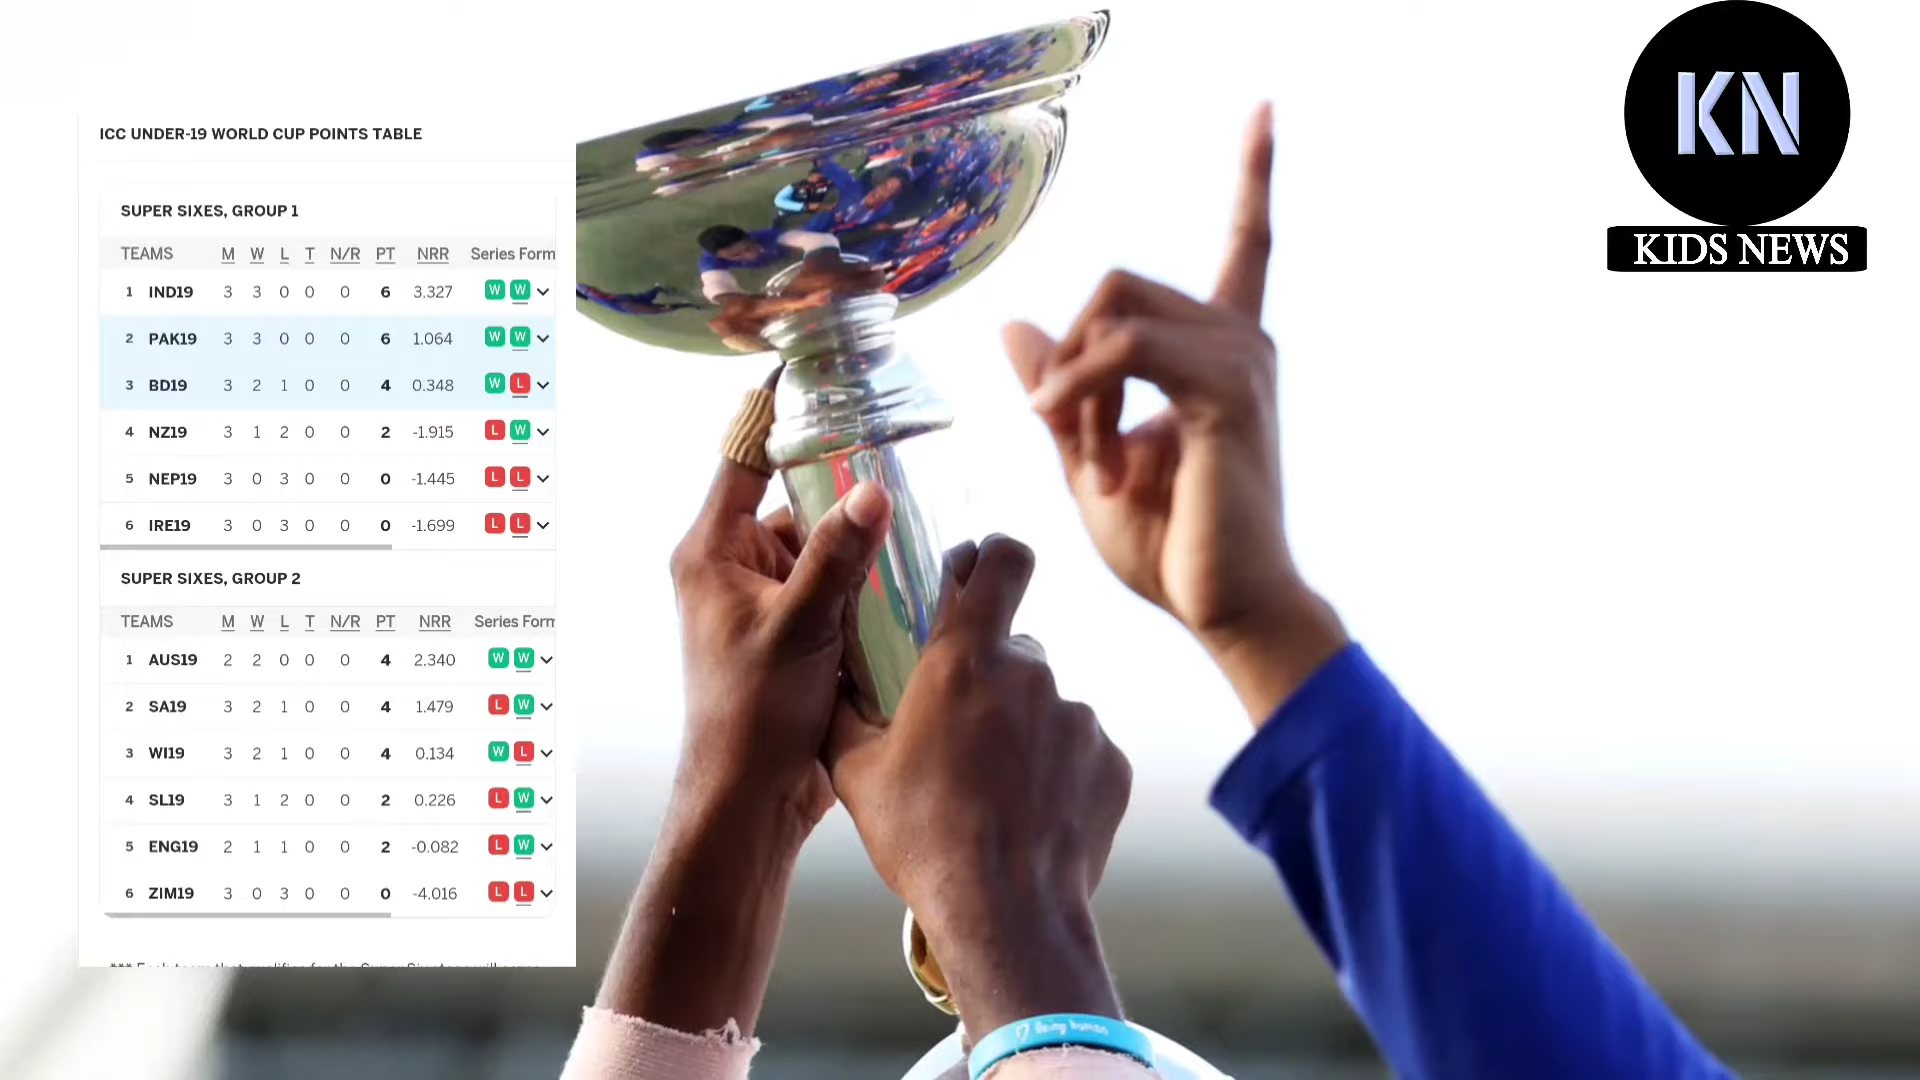 KN
KIDS NEWS
ICC UNDER-19 WORLD CUP POINTS TABLE
SUPER SIXES, GROUP 1
TEAMS M W L T N/R PT NRR Series Form
1 IND19 3 3 0 0 0 6 3.327 W W
2 PAK19 3 3 0 0 0 6 1.064 W W
3 BD19 3 2 1 0 0 4 0.348 W L
4 NZ19 3 1 2 0 0 2 -1.915 L W
5 NEP19 3 0 3 0 0 0 -1.445 L L
6 IRE19 3 0 3 0 0 0 -1.699 L L
SUPER SIXES, GROUP 2
TEAMS M W L T N/R PT NRR Series Form
1 AUS19 2 2 0 0 0 4 2.340 W W
2 SA19 3 2 1 0 0 4 1.479 L W
3 WI19 3 2 1 0 0 4 0.134 W L
4 SL19 3 1 2 0 0 2 0.226 L W
5 ENG19 2 1 1 0 0 2 -0.082 L W
6 ZIM19 3 0 3 0 0 0 -4.016 L L
Being human